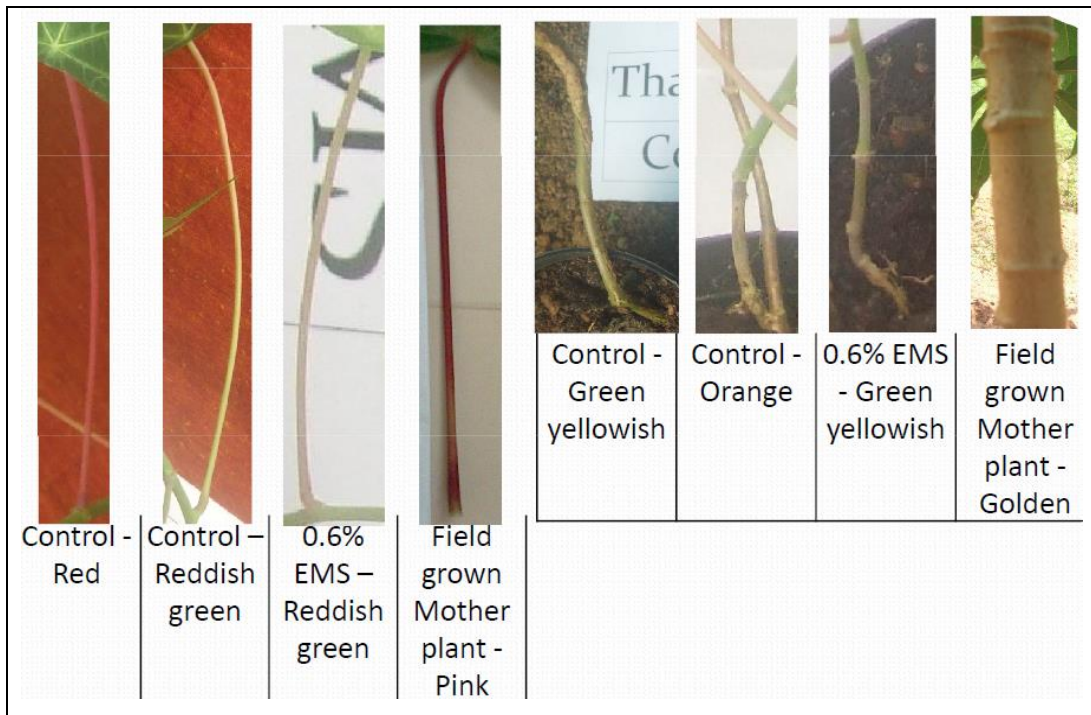 Tha
Control -
Red
Control –
Reddish
green
0.6%
EMS –
Reddish
green
Field
grown
Mother
plant -
Pink
Control -
Green
yellowish
Control -
Orange
0.6% EMS
- Green
yellowish
Field
grown
Mother
plant -
Golden